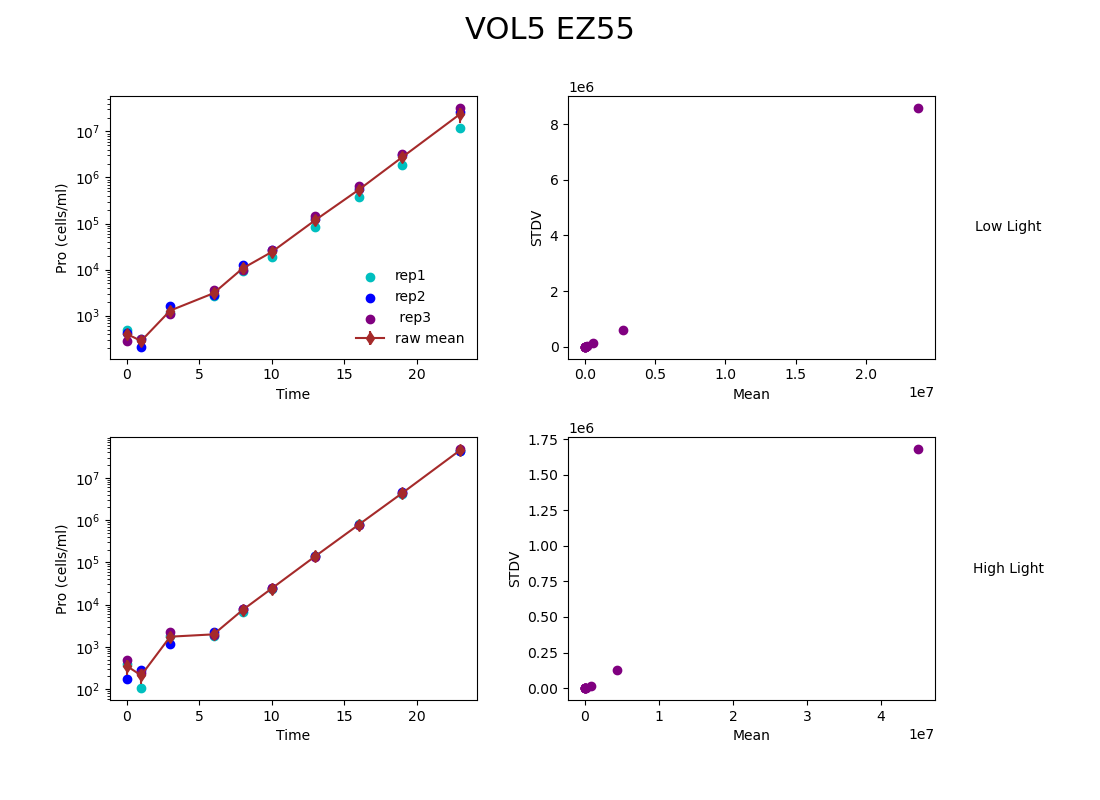 VOL5 EZ55
Pro (cells/ml)
10^7
10^6
10^5
10^4
10^3
rep1
rep2
rep3
raw mean
0 5 10 15 20
Time
1e6
STDV
8
6
4
2
0
0.0 0.5 1.0 1.5 2.0
1e7
Mean
Low Light
Pro (cells/ml)
10^7
10^6
10^5
10^4
10^3
10^2
0 5 10 15 20
Time
1e6
STDV
1.75
1.50
1.25
1.00
0.75
0.50
0.25
0.00
0 1 2 3 4
1e7
Mean
High Light